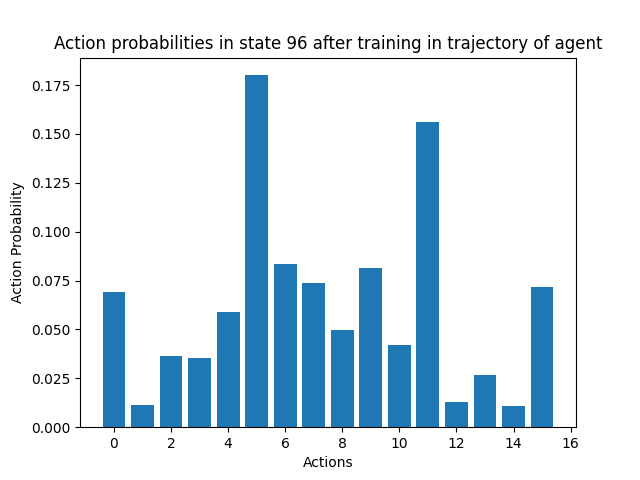 Action probabilities in state 96 after training in trajectory of agent
Action Probability
0.175
0.150
0.125
0.100
0.075
0.050
0.025
0.000
0 2 4 6 8 10 12 14 16
Actions